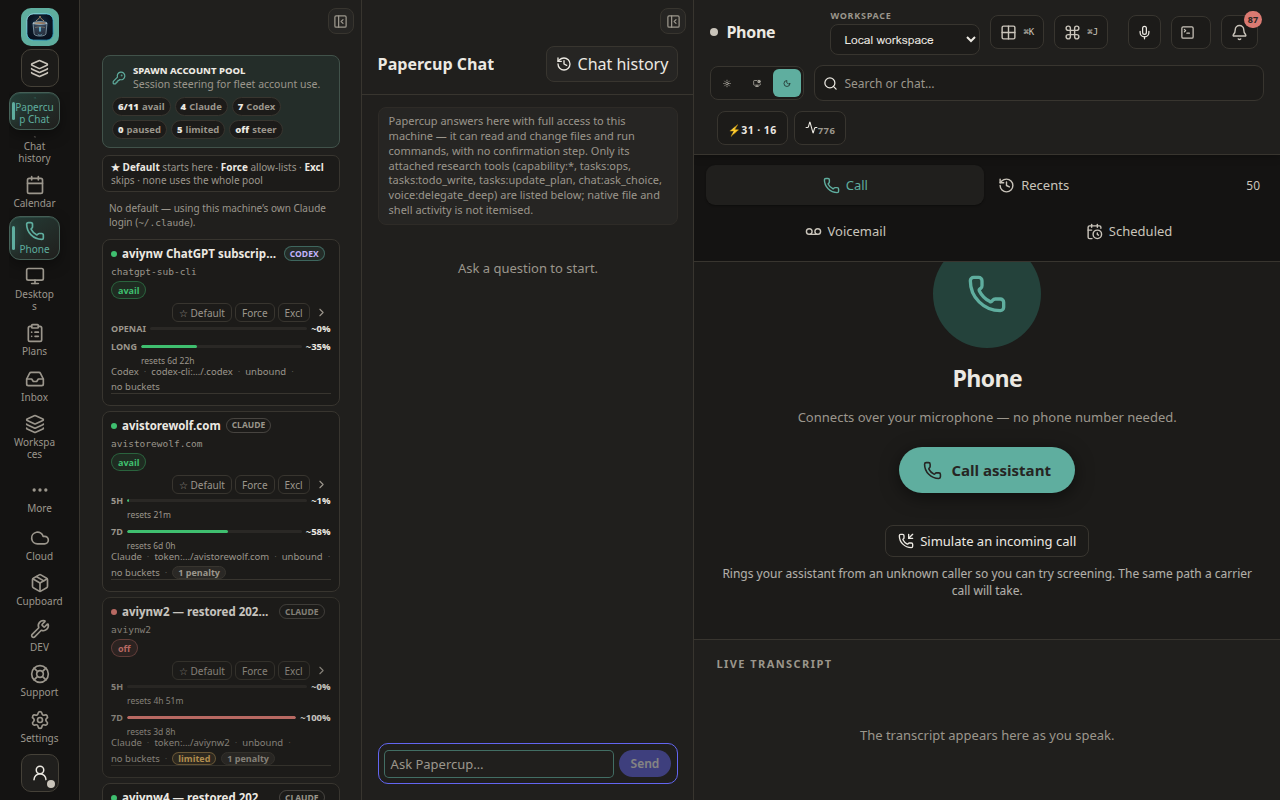 Papercu
p Chat
Chat
history
Calendar
Phone
Desktop
s
Plans
Inbox
Workspa
ces
More
Cloud
Cupboard
DEV
Support
Settings
SPAWN ACCOUNT POOL
Session steering for fleet account use.
6/11 avail
4 Claude
7 Codex
0 paused
5 limited
off steer
★ Default starts here · Force allow-lists · Excl
skips · none uses the whole pool
No default — using this machine's own Claude
login (~/.claude).
aviynw ChatGPT subscrip... CODEX
chatgpt-sub-cli
avail
☆ Default Force Excl
OPENAI ~0%
LONG ~35%
resets 6d 22h
Codex · codex-cli:.../.codex · unbound ·
no buckets
avistorewolf.com CLAUDE
avistorewolf.com
avail
☆ Default Force Excl
5H ~1%
resets 21m
7D ~58%
resets 6d 0h
Claude · token:.../avistorewolf.com · unbound ·
no buckets · 1 penalty
aviynw2 — restored 202... CLAUDE
aviynw2
off
☆ Default Force Excl
5H ~0%
resets 4h 51m
7D ~100%
resets 3d 8h
Claude · token:.../aviynw2 · unbound ·
no buckets · limited 1 penalty
aviynw4 — restored 202... CLAUDE
Papercup Chat
Chat history
Papercup answers here with full access to this
machine — it can read and change files and run
commands, with no confirmation step. Only its
attached research tools (capability:*, tasks:ops,
tasks:todo_write, tasks:update_plan, chat:ask_choice,
voice:delegate_deep) are listed below; native file and
shell activity is not itemised.
Ask a question to start.
Ask Papercup...
Send
Phone
WORKSPACE
Local workspace
⌘K
⌘J
87
Search or chat...
⚡31 · 16
776
Call
Recents 50
Voicemail
Scheduled
Phone
Connects over your microphone — no phone number needed.
Call assistant
Simulate an incoming call
Rings your assistant from an unknown caller so you can try screening. The same path a carrier
call will take.
LIVE TRANSCRIPT
The transcript appears here as you speak.